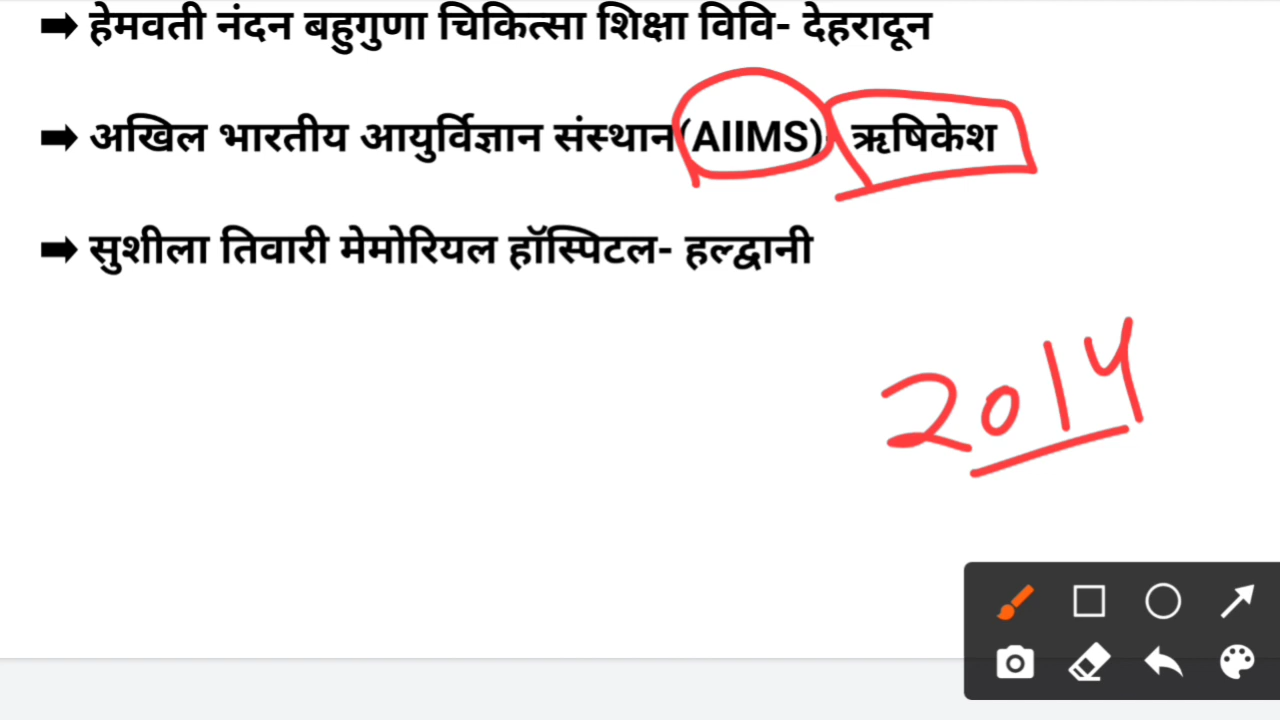 ➡ हेमवती नंदन बहुगुणा चिकित्सा शिक्षा विवि- देहरादून
➡ अखिल भारतीय आयुर्विज्ञान संस्थान(AIIMS)- ऋषिकेश
➡ सुशीला तिवारी मेमोरियल हॉस्पिटल- हल्द्वानी
2014